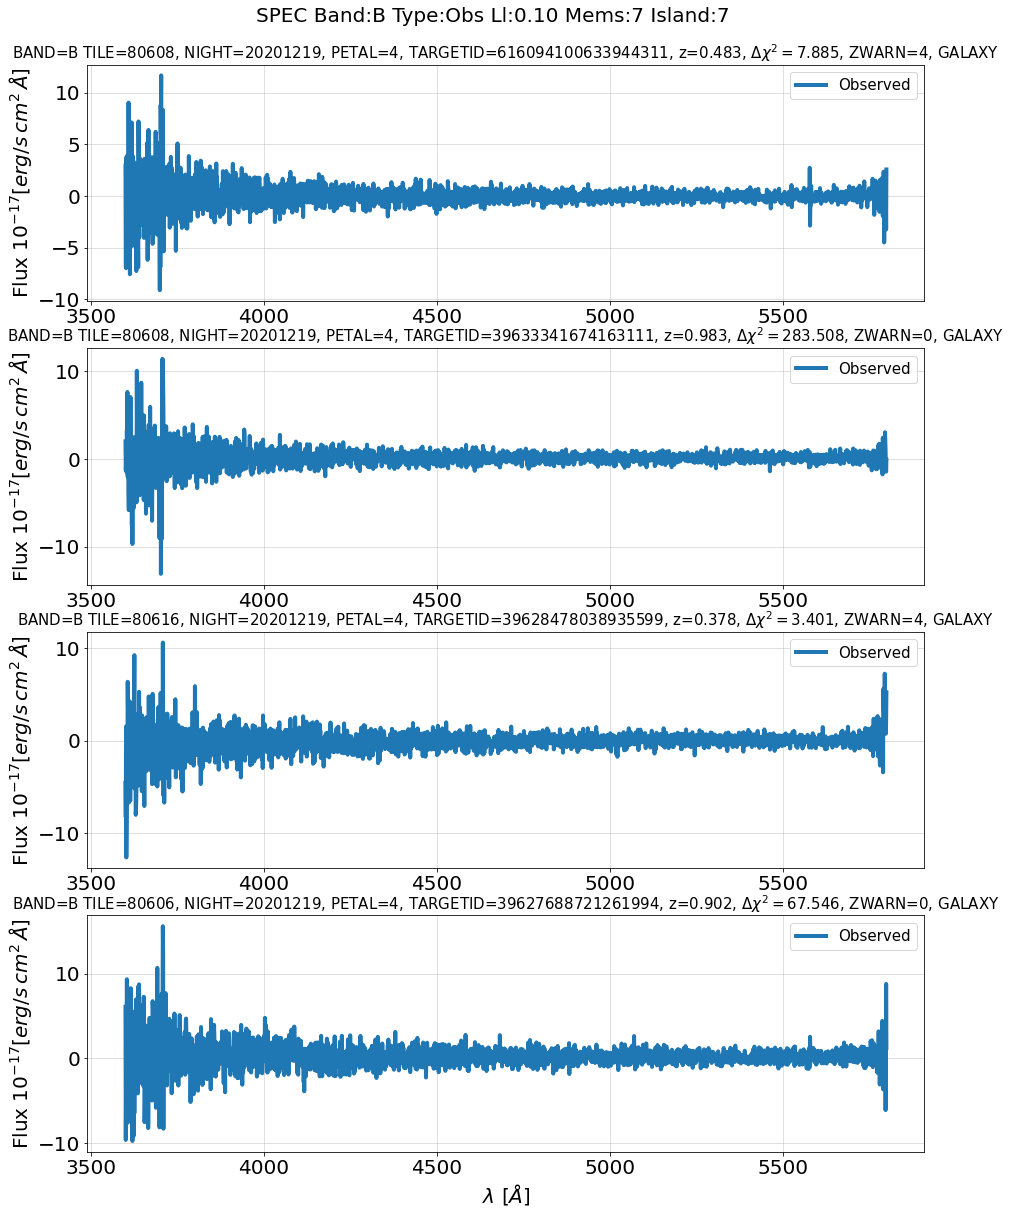 SPEC Band:B Type:Obs Ll:0.10 Mems:7 Island:7
BAND=B TILE=80608, NIGHT=20201219, PETAL=4, TARGETID=616094100633944311, z=0.483, Δχ² = 7.885, ZWARN=4, GALAXY
Flux 10⁻¹⁷[erg/s cm² Å]
10
5
0
−5
−10
Observed
3500 4000 4500 5000 5500
BAND=B TILE=80608, NIGHT=20201219, PETAL=4, TARGETID=39633341674163111, z=0.983, Δχ² = 283.508, ZWARN=0, GALAXY
Flux 10⁻¹⁷[erg/s cm² Å]
10
0
−10
Observed
3500 4000 4500 5000 5500
BAND=B TILE=80616, NIGHT=20201219, PETAL=4, TARGETID=39628478038935599, z=0.378, Δχ² = 3.401, ZWARN=4, GALAXY
Flux 10⁻¹⁷[erg/s cm² Å]
10
0
−10
Observed
3500 4000 4500 5000 5500
BAND=B TILE=80606, NIGHT=20201219, PETAL=4, TARGETID=39627688721261994, z=0.902, Δχ² = 67.546, ZWARN=0, GALAXY
Flux 10⁻¹⁷[erg/s cm² Å]
10
0
−10
Observed
3500 4000 4500 5000 5500
λ [Å]